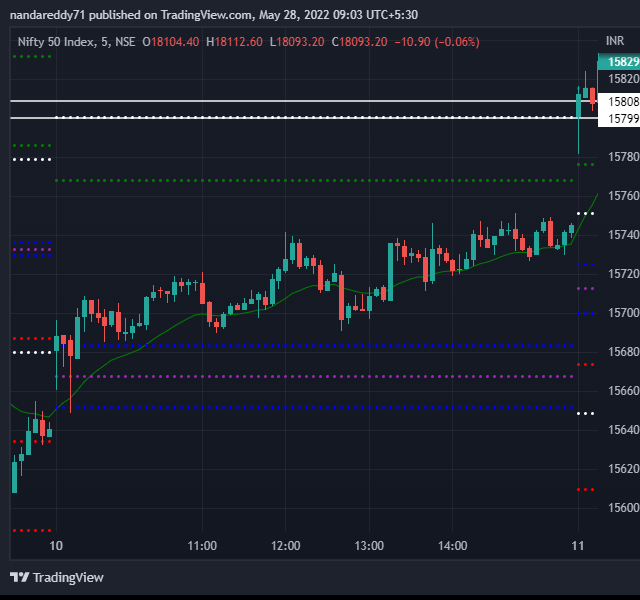 nandareddy71 published on TradingView.com, May 28, 2022 09:03 UTC+5:30
Nifty 50 Index, 5, NSE O18104.40 H18112.60 L18093.20 C18093.20 −10.90 (−0.06%)
INR
15829
15820
15808
15799
15780
15760
15740
15720
15700
15680
15660
15640
15620
15600
10 11:00 12:00 13:00 14:00 11
TradingView